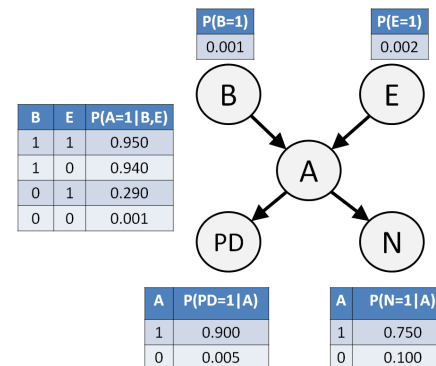 P(B=1)
0.001
P(E=1)
0.002
B
E
B E P(A=1|B,E)
1 1 0.950
1 0 0.940
0 1 0.290
0 0 0.001
A
PD
N
A P(PD=1|A)
1 0.900
0 0.005
A P(N=1|A)
1 0.750
0 0.100